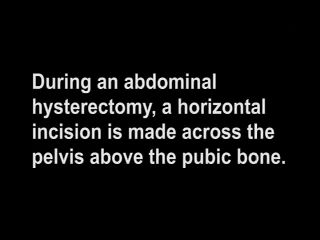 During an abdominal
hysterectomy, a horizontal
incision is made across the
pelvis above the pubic bone.